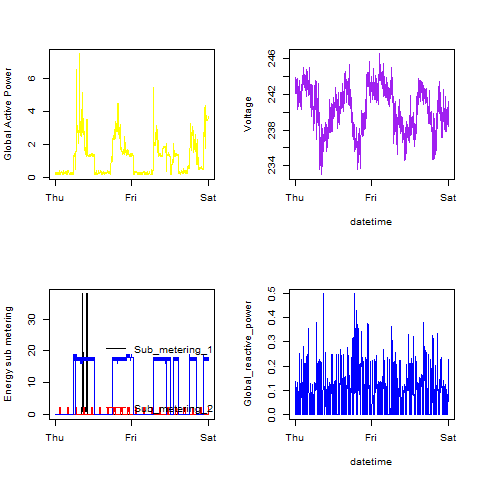 Global Active Power
0 2 4 6
Thu Fri Sat
Voltage
234 238 242 246
Thu Fri Sat
datetime
Energy sub metering
0 10 20 30
Sub_metering_1
Sub_metering_2
Thu Fri Sat
Global_reactive_power
0.0 0.1 0.2 0.3 0.4 0.5
Thu Fri Sat
datetime